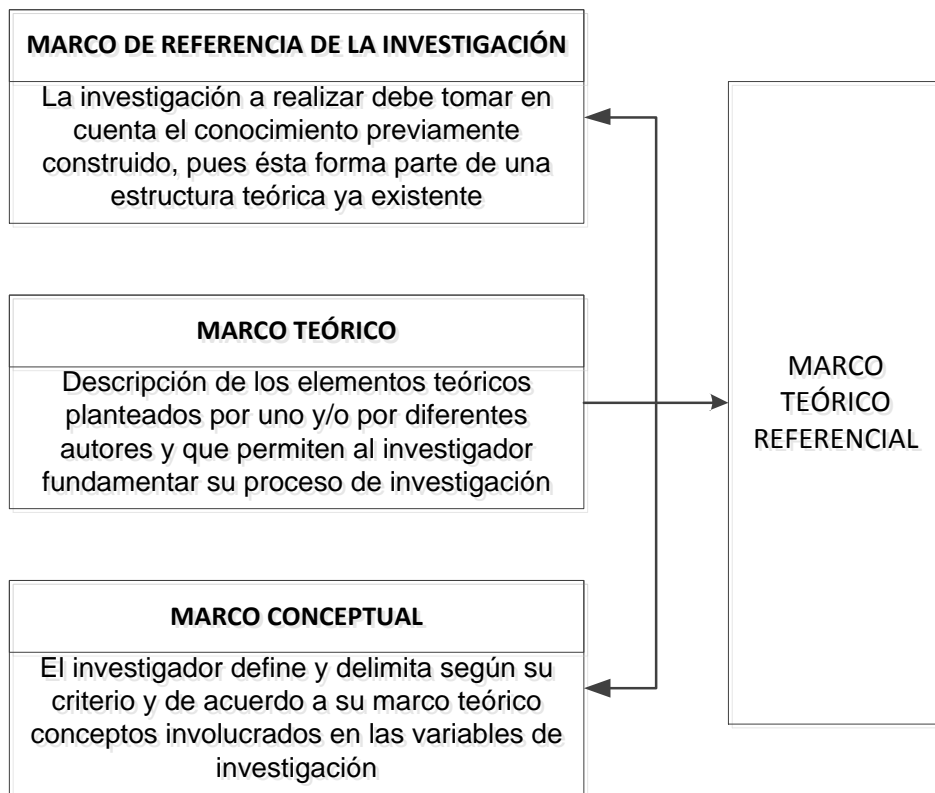 MARCO DE REFERENCIA DE LA INVESTIGACIÓN
La investigación a realizar debe tomar en
cuenta el conocimiento previamente
construido, pues ésta forma parte de una
estructura teórica ya existente
MARCO TEÓRICO
Descripción de los elementos teóricos
planteados por uno y/o por diferentes
autores y que permiten al investigador
fundamentar su proceso de investigación
MARCO CONCEPTUAL
El investigador define y delimita según su
criterio y de acuerdo a su marco teórico
conceptos involucrados en las variables de
investigación
MARCO
TEÓRICO
REFERENCIAL